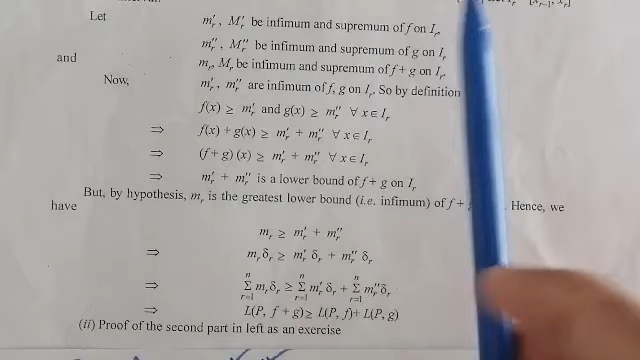 [x_{r-1}, x_r]
Let m′_r, M′_r be infimum and supremum of f on I_r,
m″_r, M″_r be infimum and supremum of g on I_r
and m_r, M_r be infimum and supremum of f + g on I_r.
Now, m′_r, m″_r are infimum of f, g on I_r. So by definition
f(x) ≥ m′_r and g(x) ≥ m″_r ∀ x ∈ I_r
⇒ f(x) + g(x) ≥ m′_r + m″_r ∀ x ∈ I_r
⇒ (f + g) (x) ≥ m′_r + m″_r ∀ x ∈ I_r
⇒ m′_r + m″_r is a lower bound of f + g on I_r
But, by hypothesis, m_r is the greatest lower bound (i.e. infimum) of f + Hence, we
have
m_r ≥ m′_r + m″_r
⇒ m_r δ_r ≥ m′_r δ_r + m″_r δ_r
⇒ Σ_{r=1}^{n} m_r δ_r ≥ Σ_{r=1}^{n} m′_r δ_r + Σ_{r=1}^{n} m″_r δ_r
⇒ L(P, f + g) ≥ L(P, f) + L(P, g)
(ii) Proof of the second part in left as an exercise